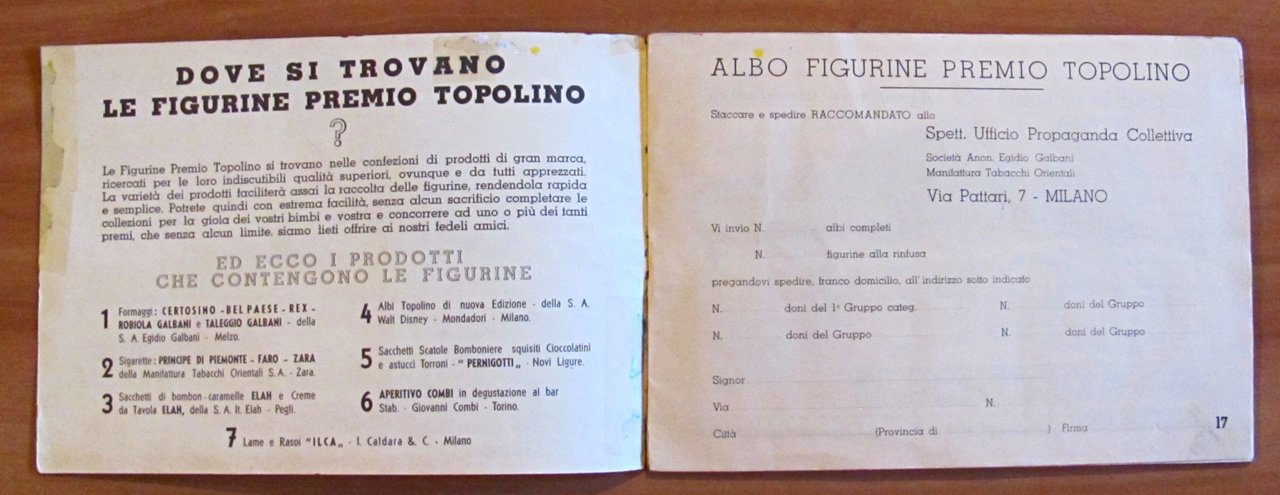 DOVE SI TROVANO
LE FIGURINE PREMIO TOPOLINO
?
Le Figurine Premio Topolino si trovano nelle confezioni di prodotti di gran marca,
ricercati per le loro indiscutibili qualità superiori, ovunque e da tutti apprezzati.
La varietà dei prodotti faciliterà assai la raccolta delle figurine, rendendola rapida
e semplice. Potrete quindi con estrema facilità, senza alcun sacrificio completare le
collezioni per la gioia dei vostri bimbi e vostra e concorrere ad uno o più dei tanti
premi, che senza alcun limite, siamo lieti offrire ai nostri fedeli amici.
ED ECCO I PRODOTTI
CHE CONTENGONO LE FIGURINE
1 Formaggi: CERTOSINO - BEL PAESE - REX -
ROBIOLA GALBANI e TALEGGIO GALBANI - della
S. A. Egidio Galbani - Melzo.
2 Sigarette: PRINCIPE DI PIEMONTE - FARO - ZARA
della Manifattura Tabacchi Orientali S. A. - Zara.
3 Sacchetti di bombon - caramelle ELAH e Creme
da Tavola ELAH, della S. A. It. Elah - Pegli.
4 Albi Topolino di nuova Edizione - della S. A.
Walt Disney - Mondadori - Milano.
5 Sacchetti Scatole Bomboniere squisiti Cioccolatini
e astucci Torroni - "PERNIGOTTI„ - Novi Ligure.
6 APERITIVO COMBI in degustazione ai bar
Stab. - Giovanni Combi - Torino.
7 Lame e Rasoi "ILCA„ - I. Caldara & C. - Milano
ALBO FIGURINE PREMIO TOPOLINO
Staccare e spedire RACCOMANDATO allo
Spett. Ufficio Propaganda Collettiva
Società Anon. Egidio Galbani
Manifattura Tabacchi Orientali
Via Pattari, 7 - MILANO
Vi invio N. albi completi
N. figurine alla rinfusa
pregandovi spedire, franco domicilio, all'indirizzo sotto indicato
N. doni del 1° Gruppo categ. N. doni del Gruppo
N. doni del Gruppo N. doni del Gruppo
Signor
Via N.
Città (Provincia di ) Firma
17